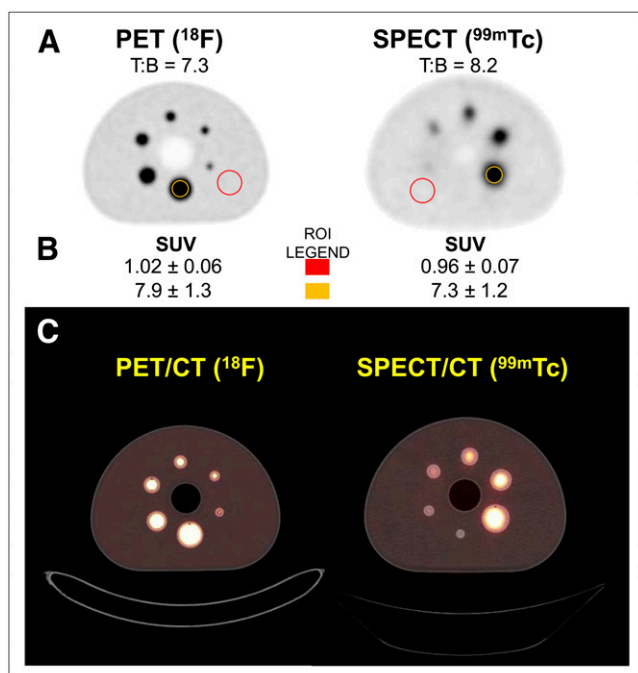 A
PET (¹⁸F)
SPECT (⁹⁹ᵐTc)
T:B = 7.3
T:B = 8.2
B
SUV
ROI
LEGEND
SUV
1.02 ± 0.06
0.96 ± 0.07
7.9 ± 1.3
7.3 ± 1.2
C
PET/CT (¹⁸F)
SPECT/CT (⁹⁹ᵐTc)